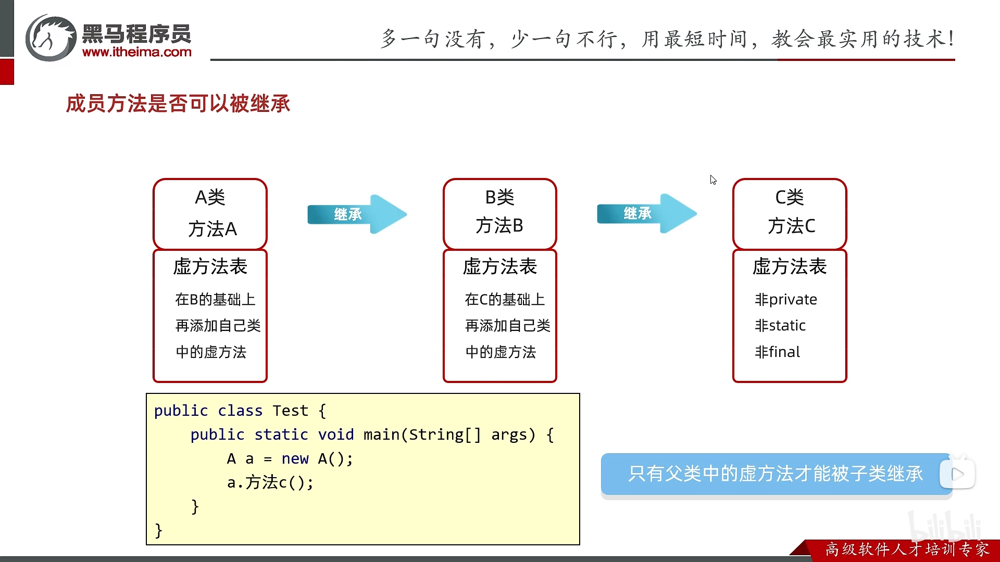 黑马程序员
www.itheima.com
多一句没有，少一句不行，用最短时间，教会最实用的技术！
成员方法是否可以被继承
A类
方法A
继承
B类
方法B
继承
C类
方法C
虚方法表
在B的基础上
再添加自己类
中的虚方法
虚方法表
在C的基础上
再添加自己类
中的虚方法
虚方法表
非private
非static
非final
public class Test {
    public static void main(String[] args) {
        A a = new A();
        a.方法c();
    }
}
只有父类中的虚方法才能被子类继承
bilibili
高级软件人才培训专家